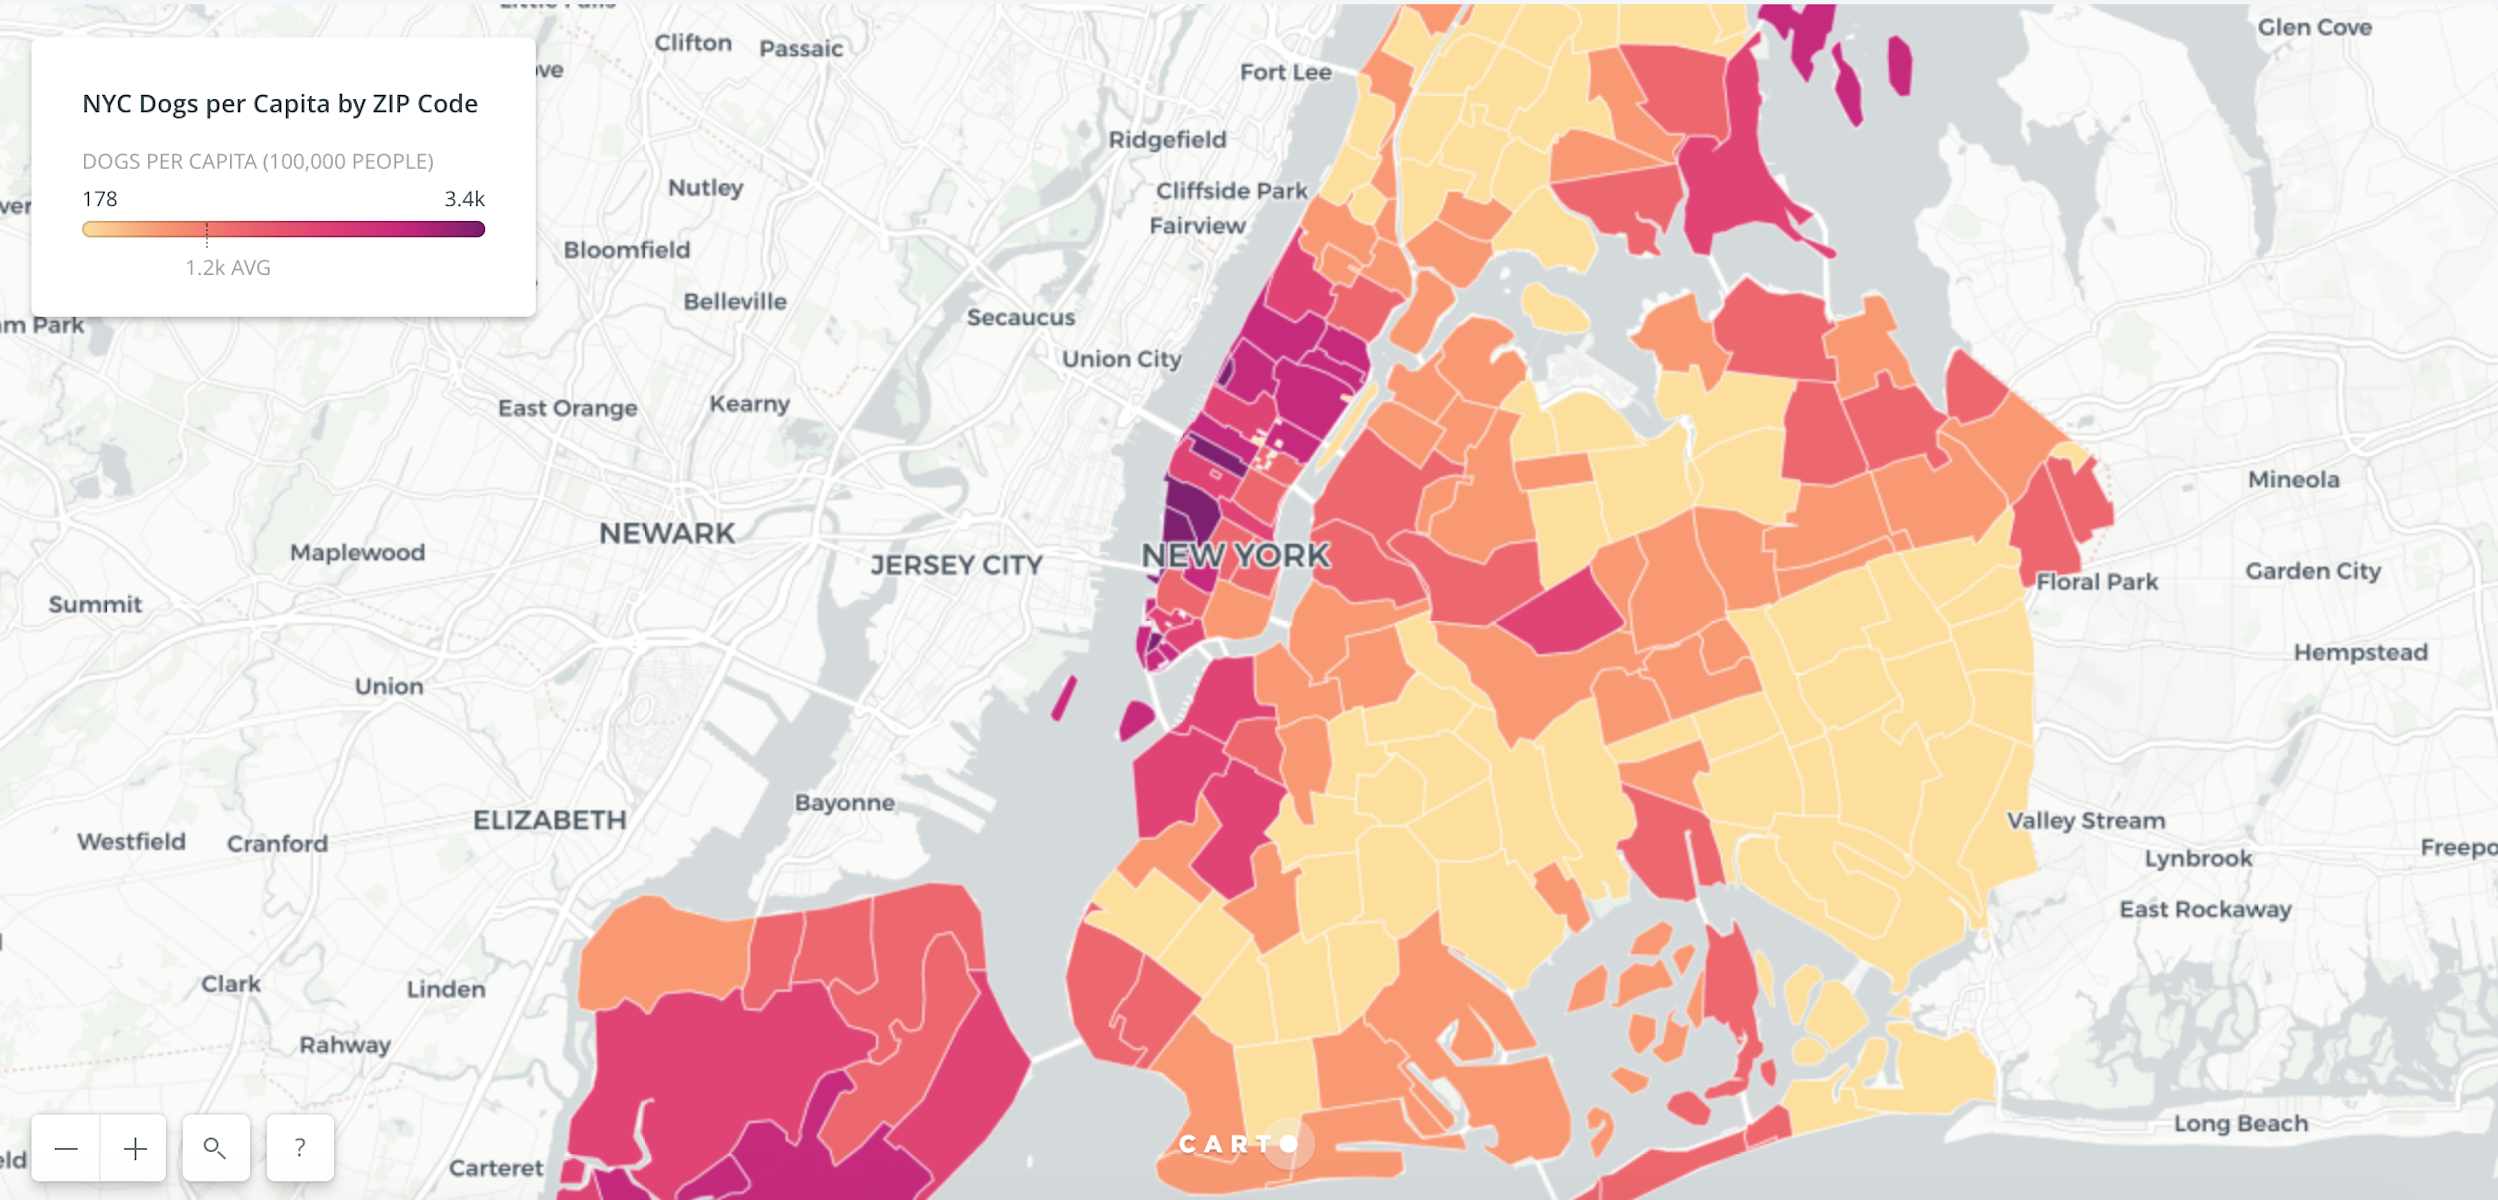 NYC Dogs per Capita by ZIP Code
DOGS PER CAPITA (100,000 PEOPLE)
178 3.4k
1.2k AVG
Clifton
Passaic
Fort Lee
Glen Cove
Ridgefield
Nutley
Cliffside Park
Fairview
Bloomfield
Belleville
Secaucus
am Park
Union City
East Orange
Kearny
Mineola
NEWARK
Maplewood
JERSEY CITY
NEW YORK
Garden City
Floral Park
Summit
Hempstead
Union
Bayonne
ELIZABETH
Valley Stream
Westfield
Cranford
Lynbrook
Freepo
East Rockaway
Clark
Linden
Rahway
Long Beach
Carteret
CARTO
?